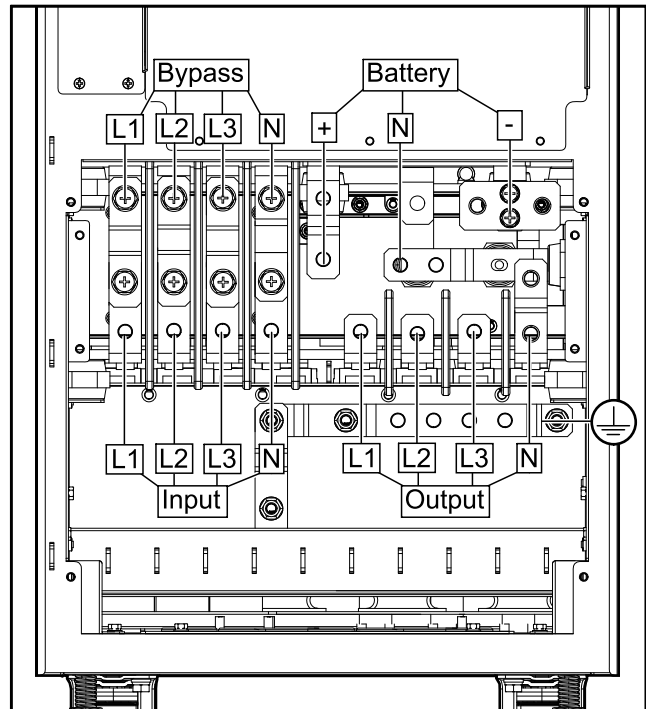 Bypass Battery
L1 L2 L3 N + N -
L1 L2 L3 N L1 L2 L3 N
Input Output